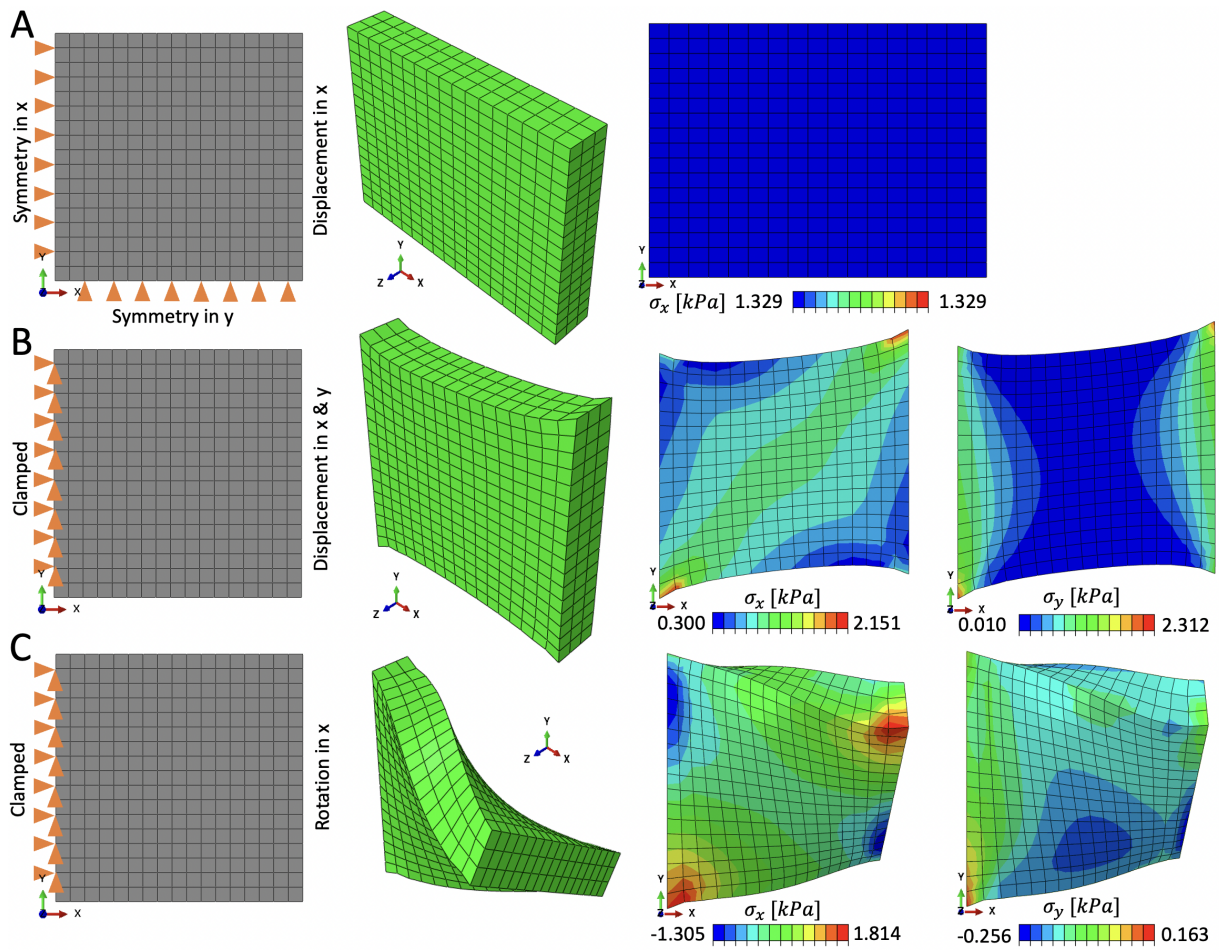 A
Symmetry in x
Y
X
Symmetry in y
Displacement in x
Y
Z
X
Y
Z
X
σₓ [kPa] 1.329 1.329
B
Clamped
Y
X
Displacement in x & y
Y
Z
X
Y
Z
X
σₓ [kPa]
0.300 2.151
Y
Z
X
σᵧ [kPa]
0.010 2.312
C
Clamped
Y
X
Rotation in x
Y
Z
X
Y
Z
X
σₓ [kPa]
-1.305 1.814
Y
Z
X
σᵧ [kPa]
-0.256 0.163